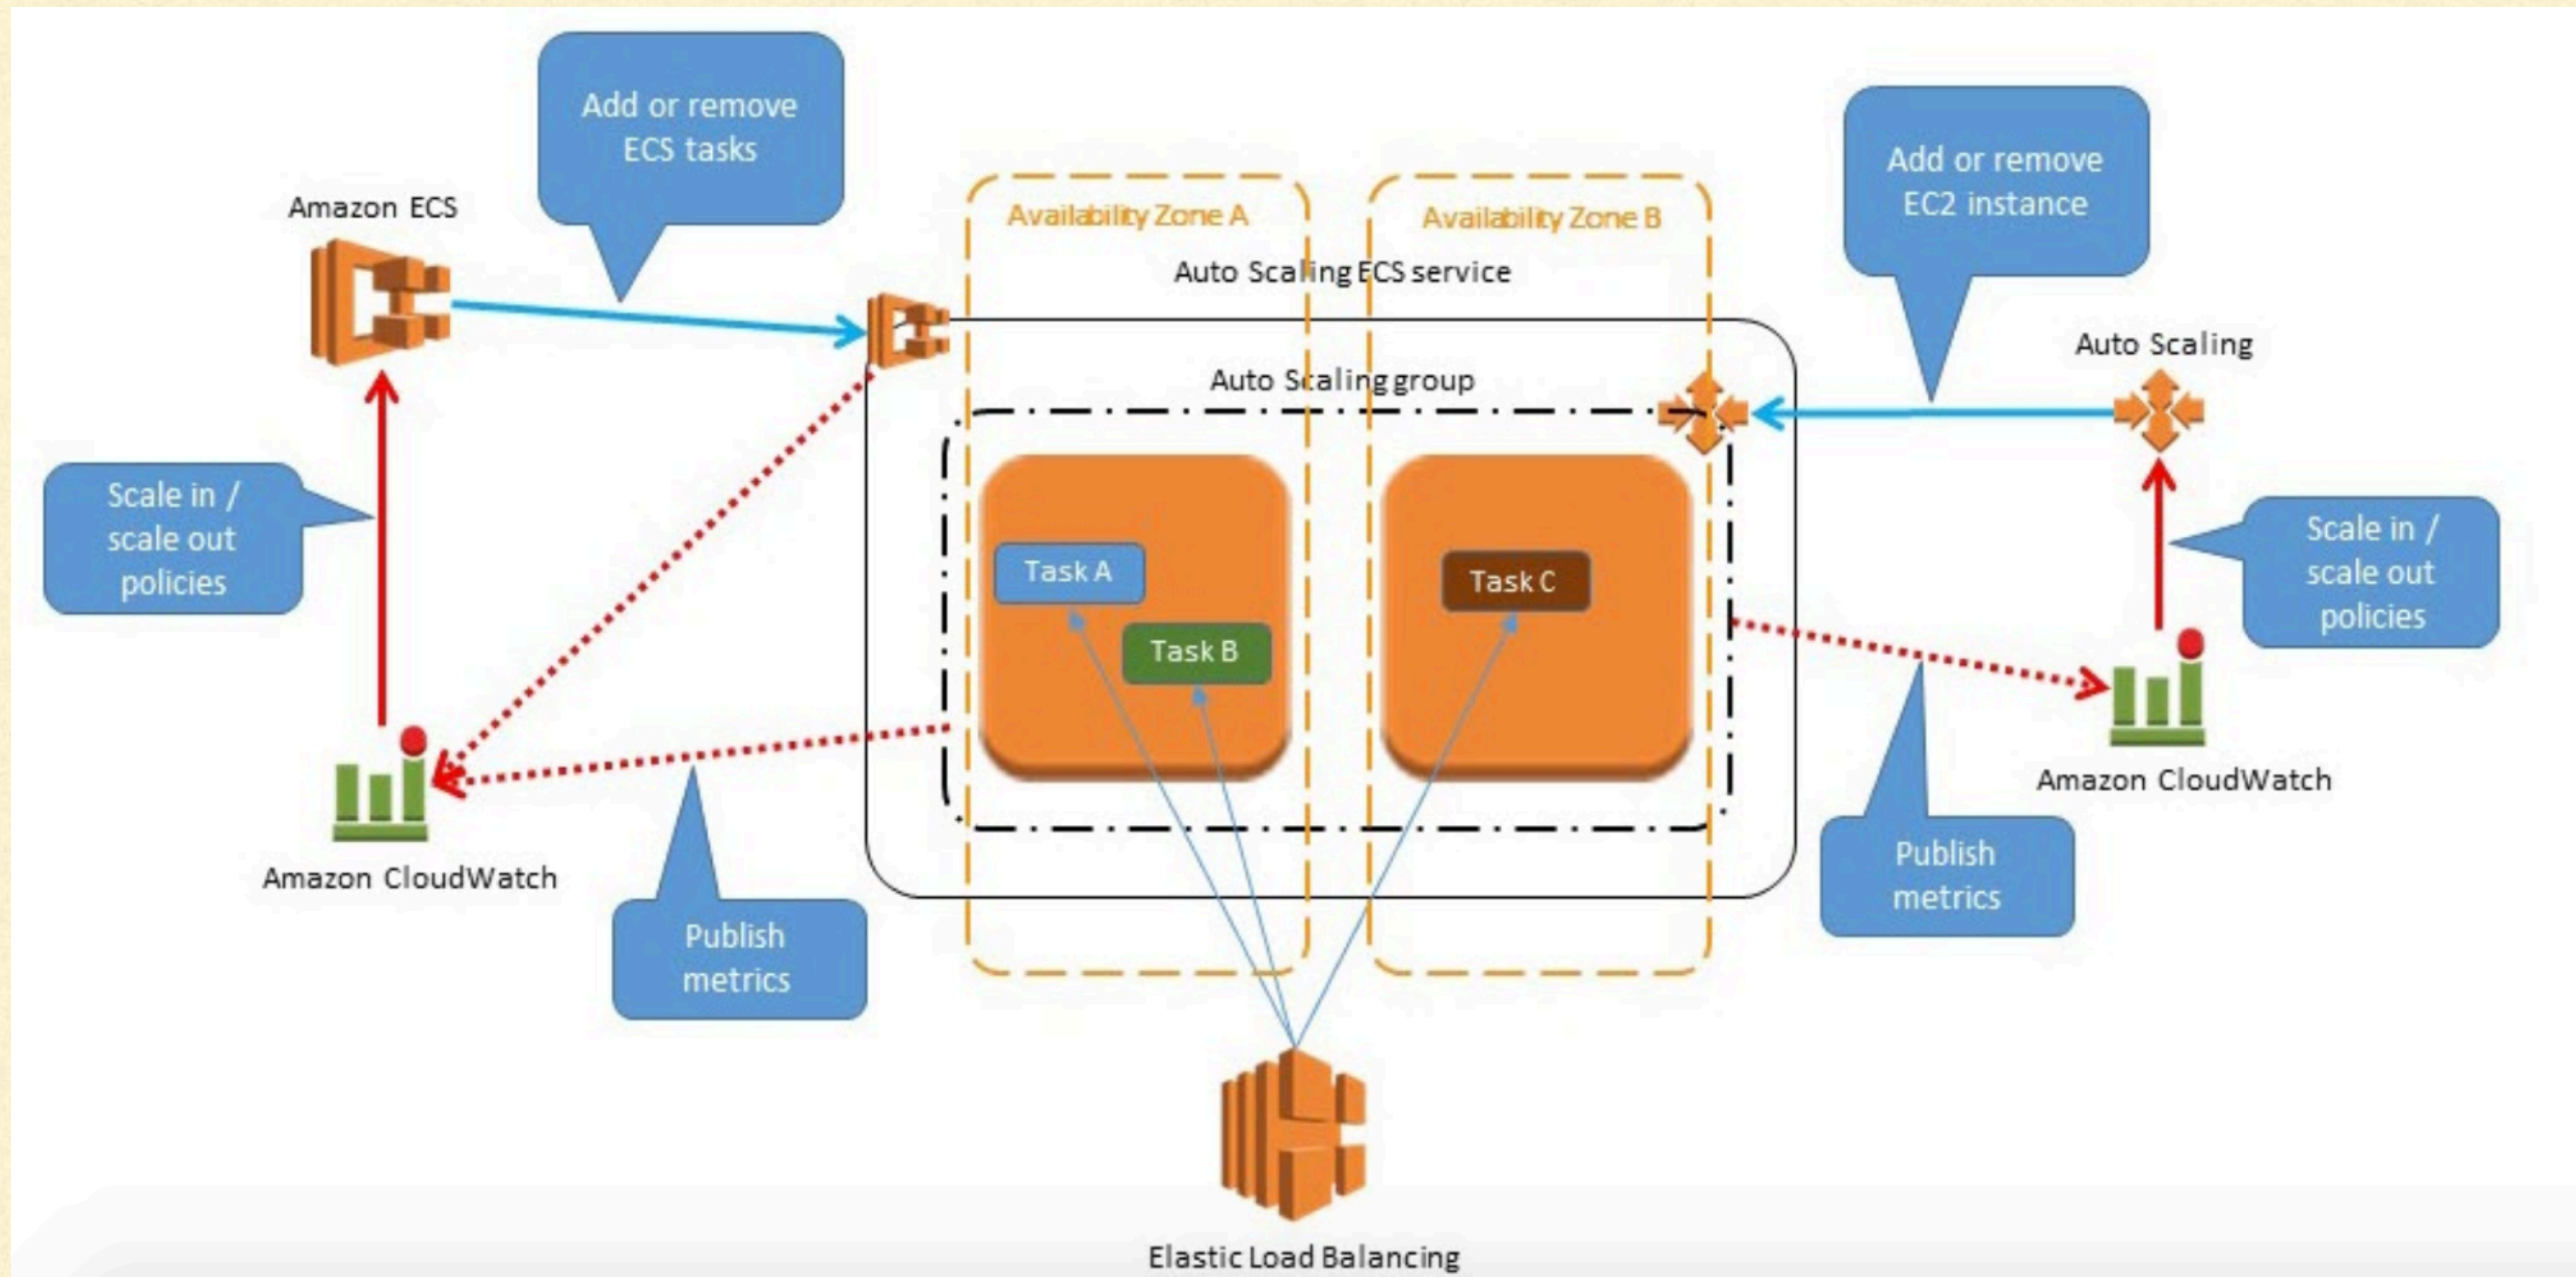 Add or remove
ECS tasks
Add or remove
EC2 instance
Amazon ECS
Availability Zone A
Availability Zone B
Auto Scaling ECS service
Auto Scaling
Auto Scaling group
Scale in /
scale out
policies
Scale in /
scale out
policies
Task A
Task B
Task C
Amazon CloudWatch
Amazon CloudWatch
Publish
metrics
Publish
metrics
Elastic Load Balancing